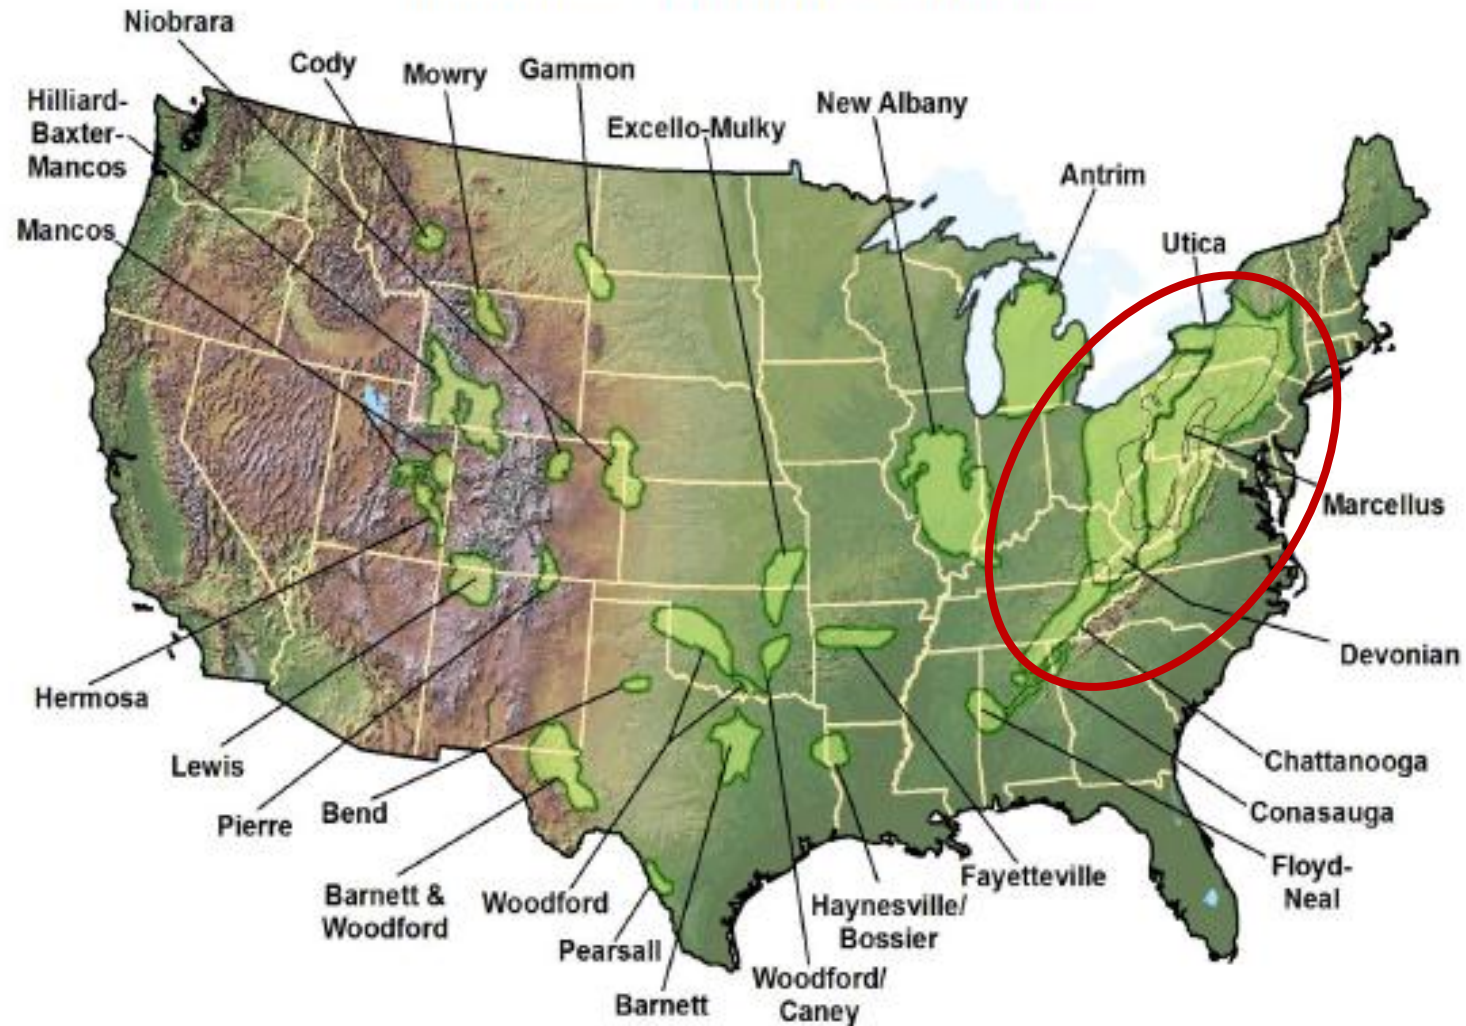 Niobrara
Cody
Mowry
Gammon
Hilliard-
Baxter-
Mancos
Excello-Mulky
New Albany
Antrim
Mancos
Utica
Marcellus
Devonian
Hermosa
Lewis
Pierre
Bend
Chattanooga
Conasauga
Barnett &
Woodford
Woodford
Pearsall
Barnett
Woodford/
Caney
Haynesville/
Bossier
Fayetteville
Floyd-
Neal